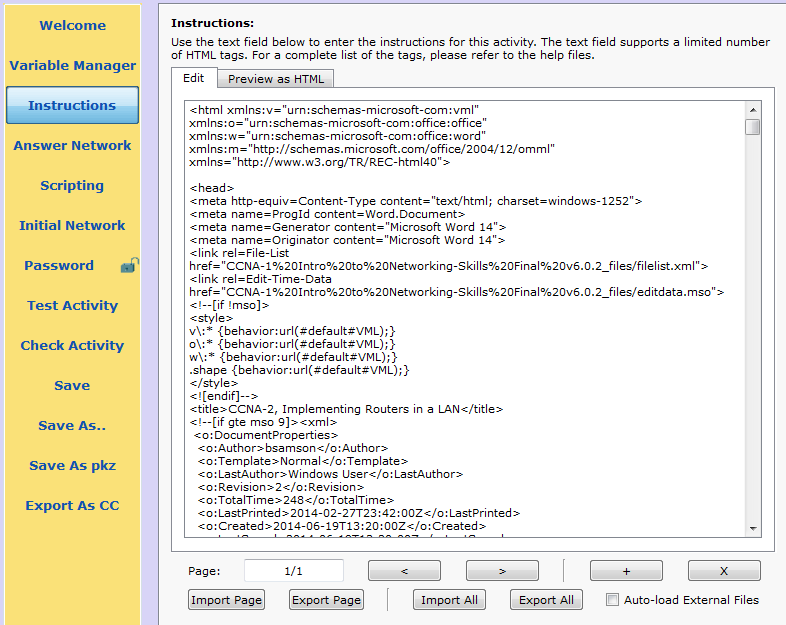 Welcome
Variable Manager
Instructions
Answer Network
Scripting
Initial Network
Password
Test Activity
Check Activity
Save
Save As..
Save As pkz
Export As CC
Instructions:
Use the text field below to enter the instructions for this activity. The text field supports a limited number
of HTML tags. For a complete list of the tags, please refer to the help files.
Edit
Preview as HTML
<html xmlns:v="urn:schemas-microsoft-com:vml"
xmlns:o="urn:schemas-microsoft-com:office:office"
xmlns:w="urn:schemas-microsoft-com:office:word"
xmlns:m="http://schemas.microsoft.com/office/2004/12/omml"
xmlns="http://www.w3.org/TR/REC-html40">
<head>
<meta http-equiv=Content-Type content="text/html; charset=windows-1252">
<meta name=ProgId content=Word.Document>
<meta name=Generator content="Microsoft Word 14">
<meta name=Originator content="Microsoft Word 14">
<link rel=File-List
href="CCNA-1%20Intro%20to%20Networking-Skills%20Final%20v6.0.2_files/filelist.xml">
<link rel=Edit-Time-Data
href="CCNA-1%20Intro%20to%20Networking-Skills%20Final%20v6.0.2_files/editdata.mso">
<!--[if !mso]>
<style>
v\:* {behavior:url(#default#VML);}
o\:* {behavior:url(#default#VML);}
w\:* {behavior:url(#default#VML);}
.shape {behavior:url(#default#VML);}
</style>
<![endif]-->
<title>CCNA-2, Implementing Routers in a LAN</title>
<!--[if gte mso 9]><xml>
<o:DocumentProperties>
<o:Author>bsamson</o:Author>
<o:Template>Normal</o:Template>
<o:LastAuthor>Windows User</o:LastAuthor>
<o:Revision>2</o:Revision>
<o:TotalTime>248</o:TotalTime>
<o:LastPrinted>2014-02-27T23:42:00Z</o:LastPrinted>
<o:Created>2014-06-19T13:20:00Z</o:Created>
Page:
1/1
<
>
+
X
Import Page
Export Page
Import All
Export All
Auto-load External Files